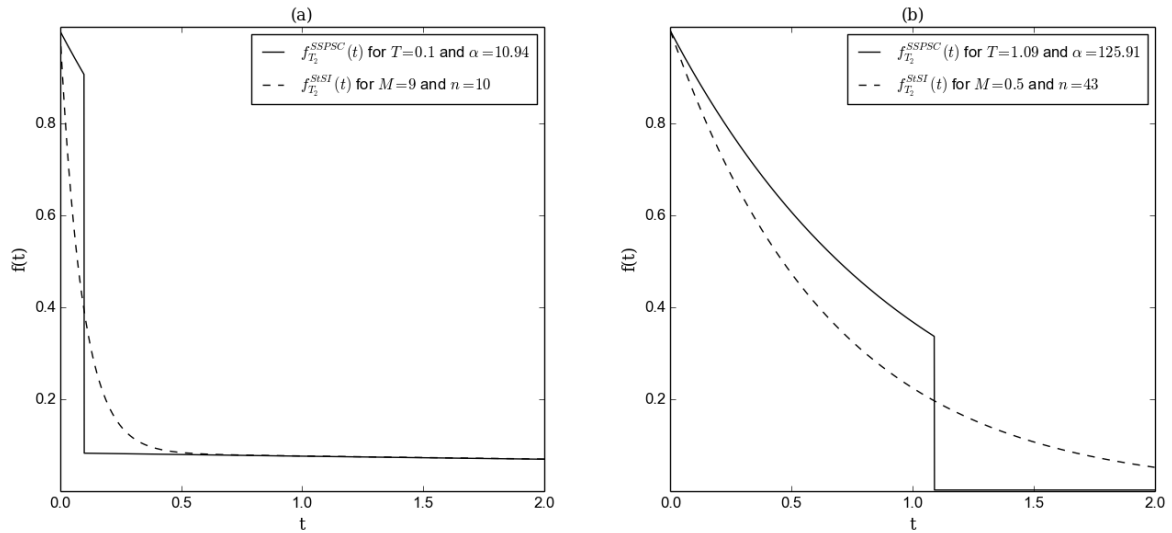 (a)
f_{T_2}^{SSPSC}(t) for T=0.1 and α=10.94
f_{T_2}^{StSI}(t) for M=9 and n=10
0.8
0.6
0.4
0.2
f(t)
0.0 0.5 1.0 1.5 2.0
t
(b)
f_{T_2}^{SSPSC}(t) for T=1.09 and α=125.91
f_{T_2}^{StSI}(t) for M=0.5 and n=43
0.8
0.6
0.4
0.2
f(t)
0.0 0.5 1.0 1.5 2.0
t